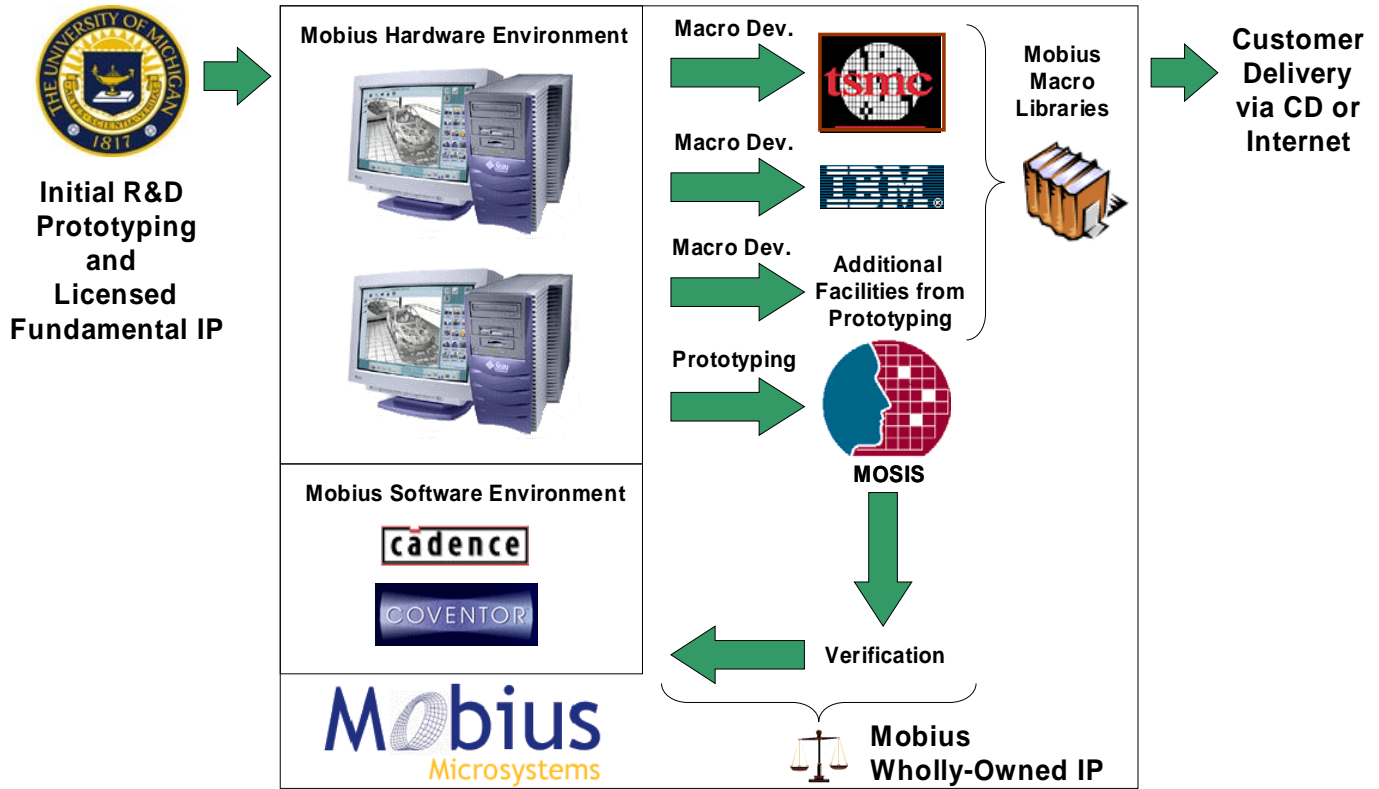 THE UNIVERSITY OF MICHIGAN
1817
Initial R&D
Prototyping
and
Licensed
Fundamental IP
Mobius Hardware Environment
Sun
Sun
Mobius Software Environment
cadence
COVENTOR
Mobius
Microsystems
Macro Dev.
tsmc
Macro Dev.
IBM®
Macro Dev.
Additional
Facilities from
Prototyping
Prototyping
MOSIS
Verification
Mobius
Wholly-Owned IP
Mobius
Macro
Libraries
Customer
Delivery
via CD or
Internet